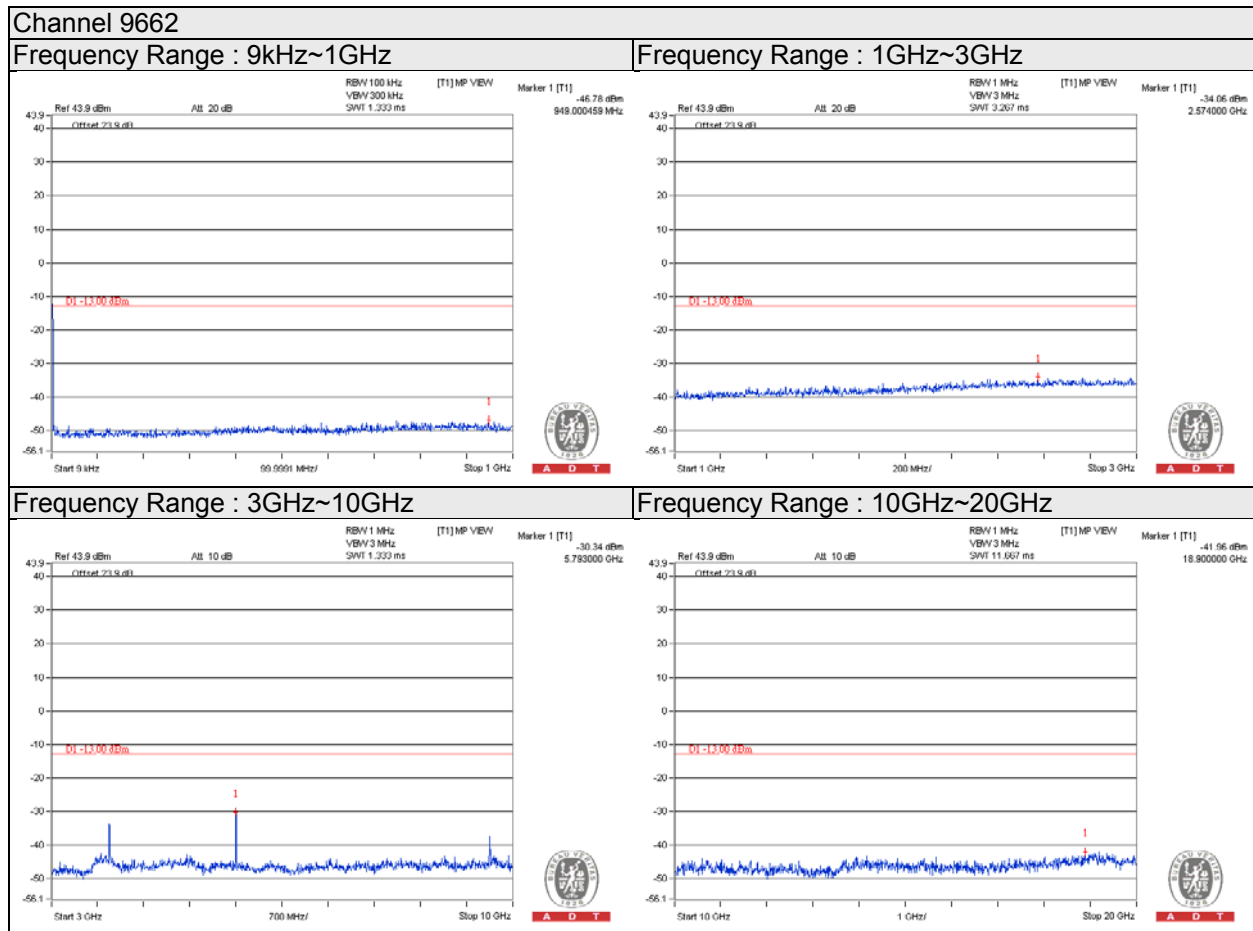 Channel 9662
Frequency Range : 9kHz~1GHz
RBW 100 kHz [T1] MP VIEW Marker 1 [T1]
VBW 300 kHz -46.78 dBm
Ref 43.9 dBm Att 20 dB SWT 1.333 ms 949.000459 MHz
43.9
Offset 23.9 dB
40
30
20
10
0
-10
D1 -13.00 dBm
-20
-30
-40
1
-50
-56.1
Start 9 kHz 99.9991 MHz/ Stop 1 GHz
BUREAU VERITAS
1828
A D T
Frequency Range : 1GHz~3GHz
RBW 1 MHz [T1] MP VIEW Marker 1 [T1]
VBW 3 MHz -34.06 dBm
Ref 43.9 dBm Att 20 dB SWT 3.267 ms 2.574000 GHz
43.9
Offset 23.9 dB
40
30
20
10
0
-10
D1 -13.00 dBm
-20
-30
1
-40
-50
-56.1
Start 1 GHz 200 MHz/ Stop 3 GHz
BUREAU VERITAS
1828
A D T
Frequency Range : 3GHz~10GHz
RBW 1 MHz [T1] MP VIEW Marker 1 [T1]
VBW 3 MHz -30.34 dBm
Ref 43.9 dBm Att 10 dB SWT 1.333 ms 5.793000 GHz
43.9
Offset 23.9 dB
40
30
20
10
0
-10
D1 -13.00 dBm
-20
1
-30
-40
-50
-56.1
Start 3 GHz 700 MHz/ Stop 10 GHz
BUREAU VERITAS
1828
A D T
Frequency Range : 10GHz~20GHz
RBW 1 MHz [T1] MP VIEW Marker 1 [T1]
VBW 3 MHz -41.96 dBm
Ref 43.9 dBm Att 10 dB SWT 11.667 ms 18.900000 GHz
43.9
Offset 23.9 dB
40
30
20
10
0
-10
D1 -13.00 dBm
-20
-30
1
-40
-50
-56.1
Start 10 GHz 1 GHz/ Stop 20 GHz
BUREAU VERITAS
1828
A D T